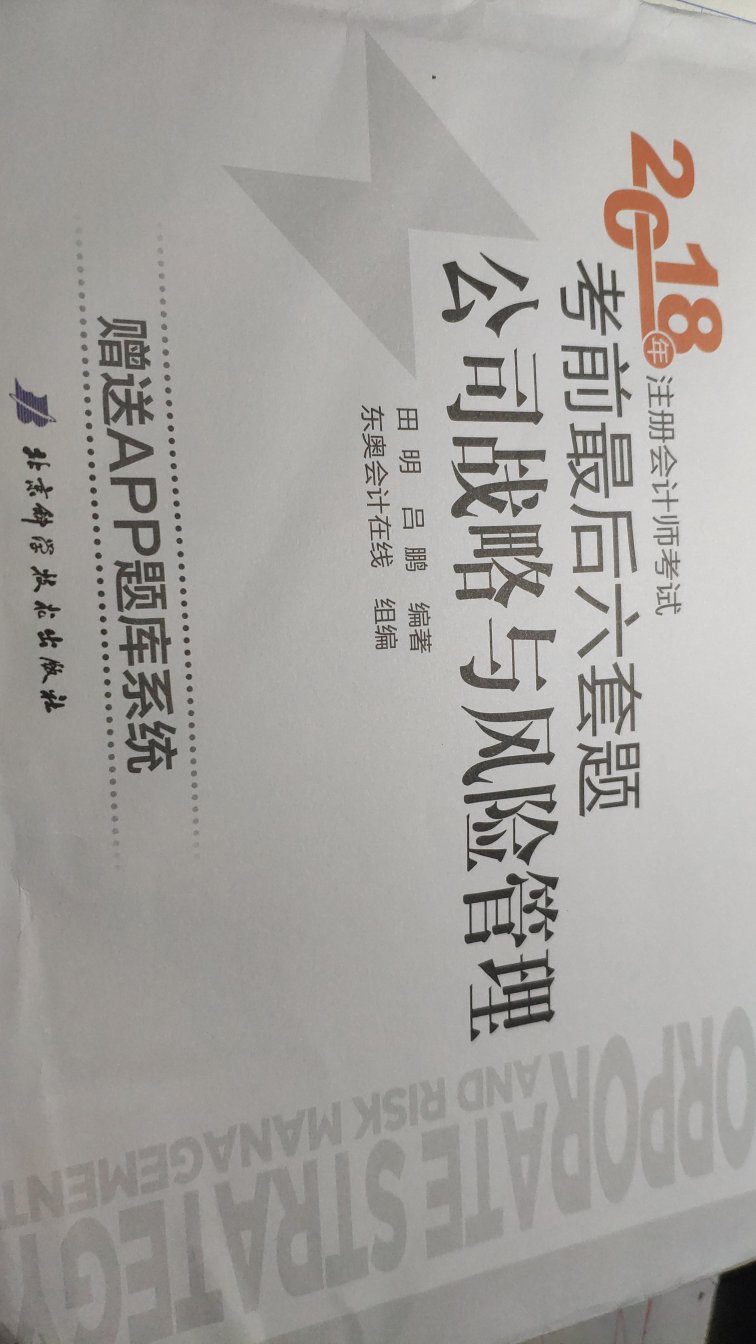 2018年注册会计师考试
考前最后六套题
公司战略与风险管理
田明 吕鹏 编著
东奥会计在线 组编
赠送APP题库系统
北京科学技术出版社
ORPORATE STRATEGY
AND RISK MANAGEMENT